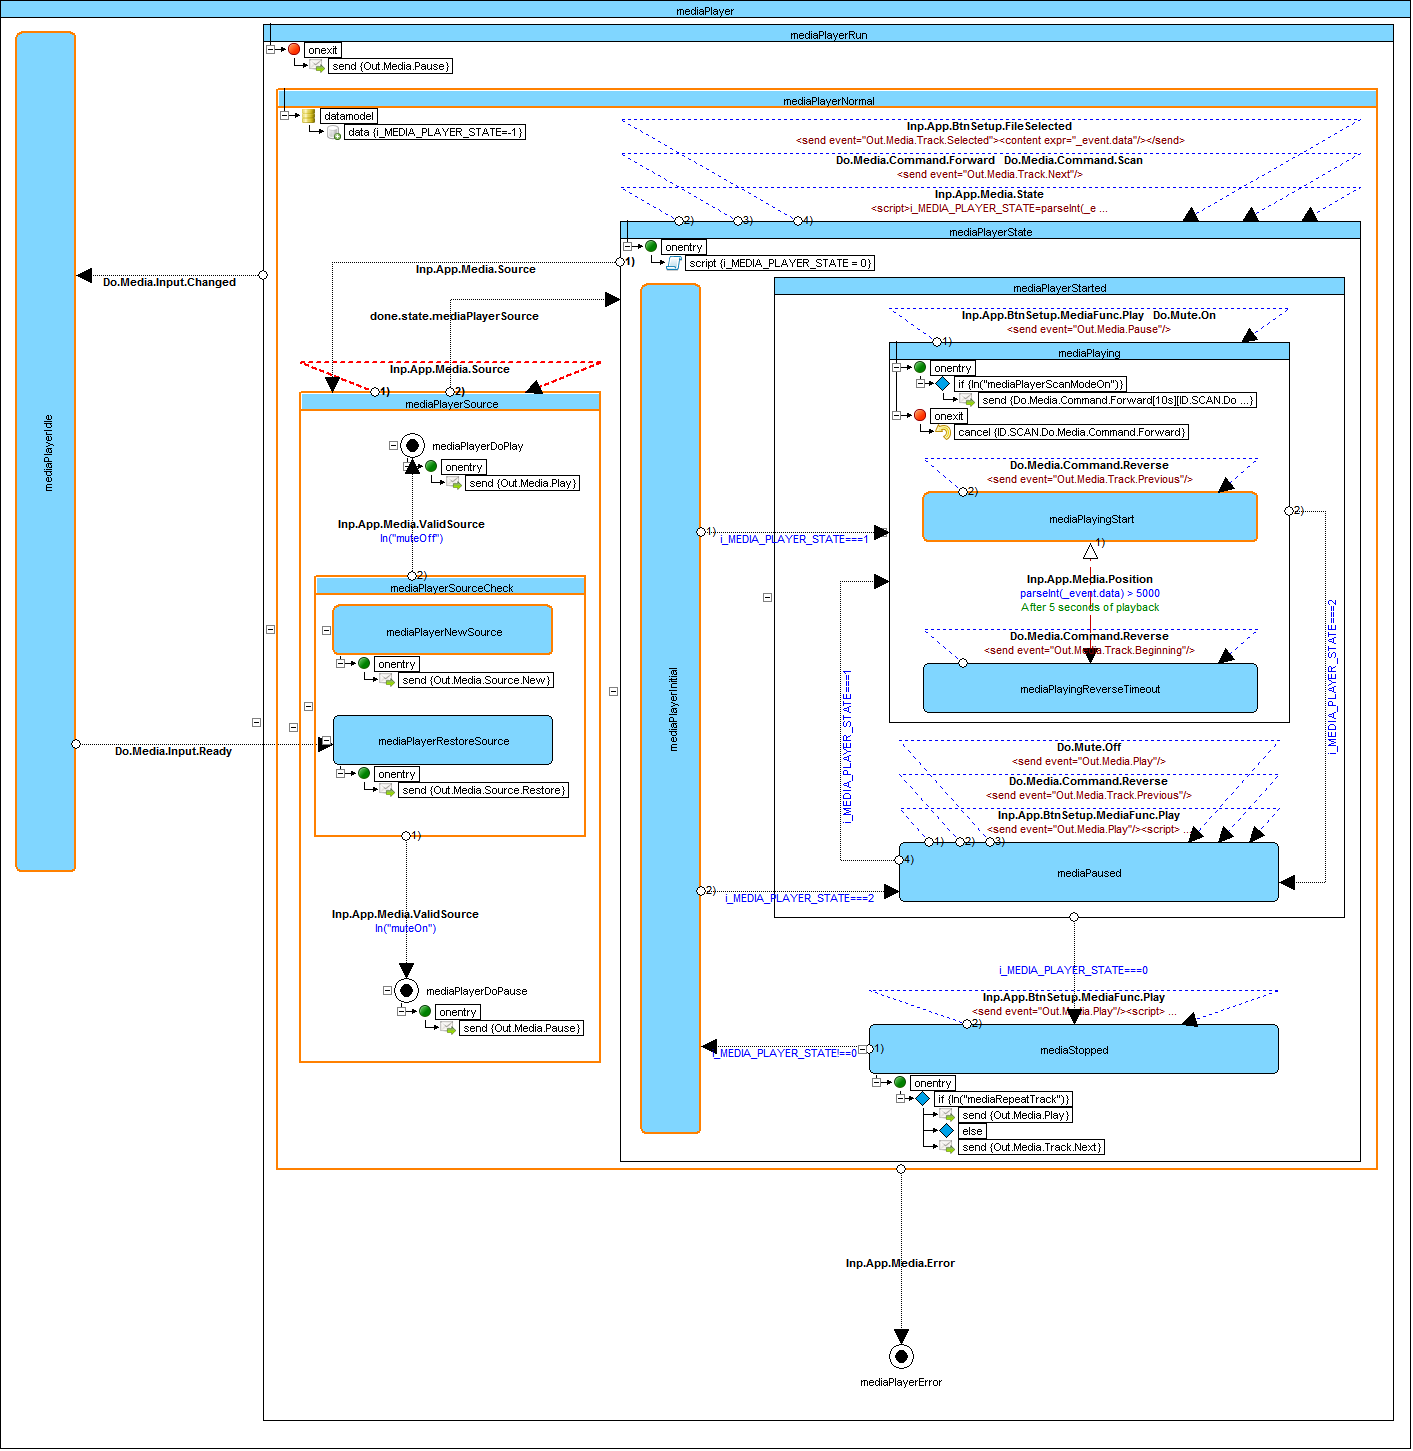 mediaPlayer
mediaPlayerRun
onexit
send {Out.Media.Pause}
mediaPlayerNormal
datamodel
data {i_MEDIA_PLAYER_STATE=-1}
Inp.App.BtnSetup.FileSelected
<send event="Out.Media.Track.Selected"><content expr="_event.data"/></send>
Do.Media.Command.Forward   Do.Media.Command.Scan
<send event="Out.Media.Track.Next"/>
Inp.App.Media.State
<script>i_MEDIA_PLAYER_STATE=parseInt(_e ...
2)
3)
4)
mediaPlayerState
onentry
script {i_MEDIA_PLAYER_STATE = 0}
1)
Inp.App.Media.Source
Do.Media.Input.Changed
done.state.mediaPlayerSource
mediaPlayerStarted
Inp.App.BtnSetup.MediaFunc.Play   Do.Mute.On
<send event="Out.Media.Pause"/>
1)
mediaPlaying
onentry
if {In("mediaPlayerScanModeOn")}
send {Do.Media.Command.Forward[10s][ID.SCAN.Do ...}
onexit
cancel {ID.SCAN.Do.Media.Command.Forward}
Inp.App.Media.Source
1)
2)
mediaPlayerSource
mediaPlayerDoPlay
onentry
send {Out.Media.Play}
Inp.App.Media.ValidSource
In("muteOff")
2)
mediaPlayerSourceCheck
mediaPlayerNewSource
onentry
send {Out.Media.Source.New}
mediaPlayerRestoreSource
onentry
send {Out.Media.Source.Restore}
1)
Inp.App.Media.ValidSource
In("muteOn")
mediaPlayerDoPause
onentry
send {Out.Media.Pause}
mediaPlayerIdle
Do.Media.Input.Ready
mediaPlayerInitial
1)
i_MEDIA_PLAYER_STATE===1
2)
i_MEDIA_PLAYER_STATE===2
Do.Media.Command.Reverse
<send event="Out.Media.Track.Previous"/>
2)
mediaPlayingStart
1)
Inp.App.Media.Position
parseInt(_event.data) > 5000
After 5 seconds of playback
Do.Media.Command.Reverse
<send event="Out.Media.Track.Beginning"/>
mediaPlayingReverseTimeout
2)
i_MEDIA_PLAYER_STATE===2
i_MEDIA_PLAYER_STATE===1
Do.Mute.Off
<send event="Out.Media.Play"/>
Do.Media.Command.Reverse
<send event="Out.Media.Track.Previous"/>
Inp.App.BtnSetup.MediaFunc.Play
<send event="Out.Media.Play"/><script> ...
1)
2)
3)
4)
mediaPaused
i_MEDIA_PLAYER_STATE===0
Inp.App.BtnSetup.MediaFunc.Play
<send event="Out.Media.Play"/><script> ...
2)
1)
mediaStopped
i_MEDIA_PLAYER_STATE!==0
onentry
if {In("mediaRepeatTrack")}
send {Out.Media.Play}
else
send {Out.Media.Track.Next}
Inp.App.Media.Error
mediaPlayerError